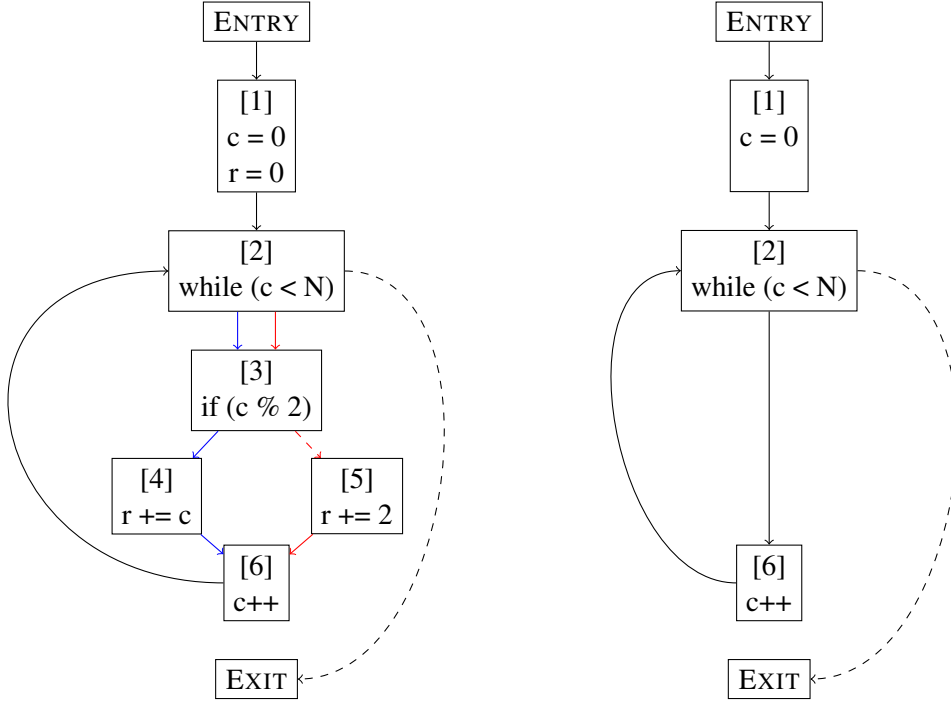 ENTRY
[1]
c = 0
r = 0
[2]
while (c < N)
[3]
if (c % 2)
[4]
r += c
[5]
r += 2
[6]
c++
EXIT
ENTRY
[1]
c = 0
[2]
while (c < N)
[6]
c++
EXIT